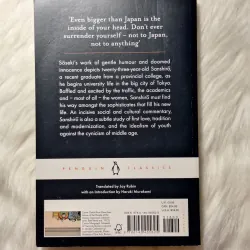 'Even bigger than Japan is the
inside of your head. Don't ever
surrender yourself – not to Japan,
not to anything'
Sōseki's work of gentle humour and doomed
innocence depicts twenty-three-year-old Sanshirō,
a recent graduate from a provincial college, as
he begins university life in the big city of Tokyo.
Baffled and excited by the traffic, the academics
and – most of all – the women, Sanshirō must find
his way amongst the sophisticates that fill his new
life. An incisive social and cultural commentary,
Sanshirō is also a subtle study of first love, tradition
and modernization, and the idealism of youth against
the cynicism of middle age.
PENGUIN CLASSICS
Translated by Jay Rubin
with an Introduction by Haruki Murakami